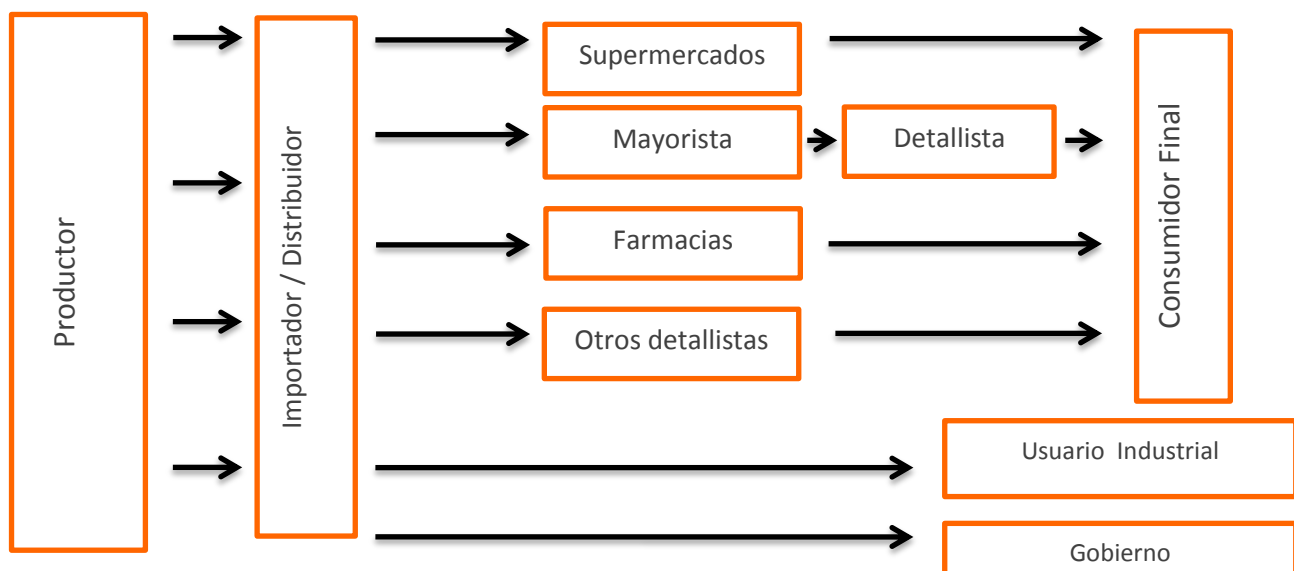 Productor
Importador / Distribuidor
Supermercados
Mayorista
Detallista
Farmacias
Otros detallistas
Consumidor Final
Usuario Industrial
Gobierno